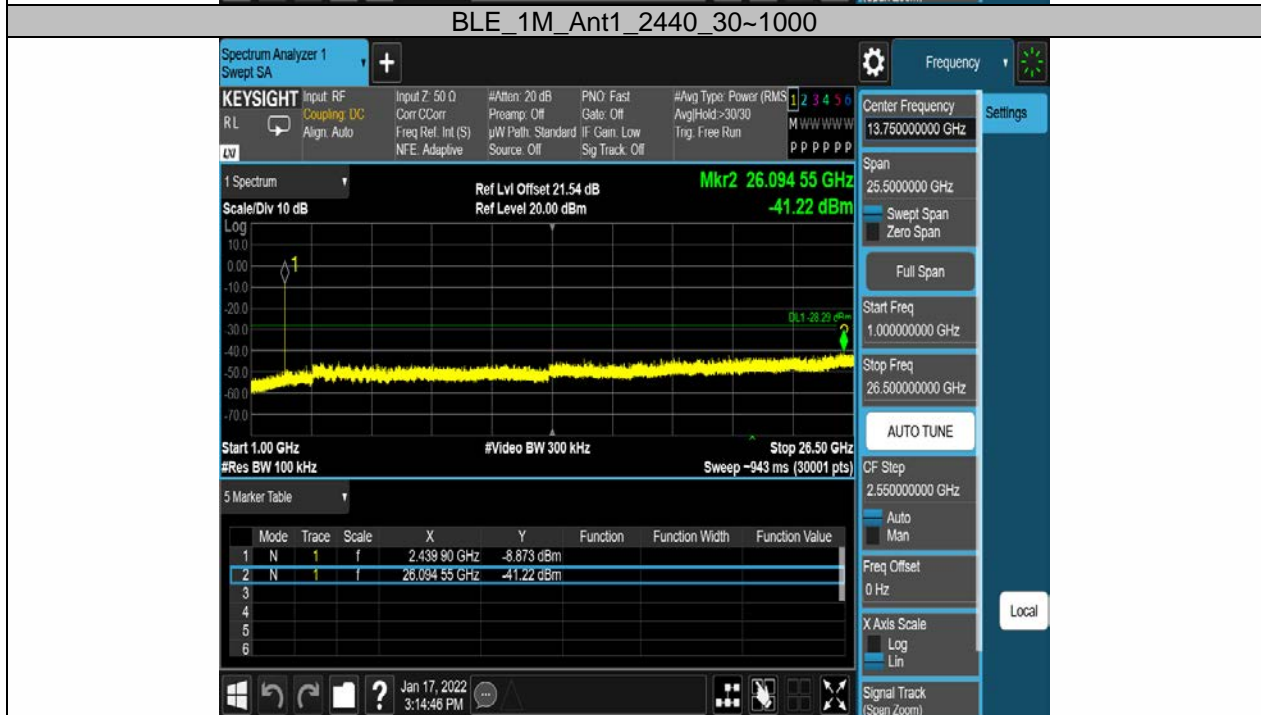 BLE_1M_Ant1_2440_30~1000
Spectrum Analyzer 1
Swept SA
+
Frequency
KEYSIGHT
RL
LXI
Input: RF
Coupling: DC
Align: Auto
Input Z: 50 Ω
Corr CCorr
Freq Ref: Int (S)
NFE: Adaptive
#Atten: 20 dB
Preamp: Off
µW Path: Standard
Source: Off
PNO: Fast
Gate: Off
IF Gain: Low
Sig Track: Off
#Avg Type: Power (RMS
Avg|Hold:>30/30
Trig: Free Run
1 2 3 4 5 6
M W W W W W
P P P P P P
1 Spectrum
Scale/Div 10 dB
Ref Lvl Offset 21.54 dB
Ref Level 20.00 dBm
Mkr2 26.094 55 GHz
-41.22 dBm
Log
10.0
0.00
-10.0
-20.0
-30.0
-40.0
-50.0
-60.0
-70.0
1
DL1 -28.29 dBm
2
Start 1.00 GHz
#Res BW 100 kHz
#Video BW 300 kHz
Stop 26.50 GHz
Sweep ~943 ms (30001 pts)
5 Marker Table
Mode Trace Scale X Y Function Function Width Function Value
1 N 1 f 2.439 90 GHz -8.873 dBm
2 N 1 f 26.094 55 GHz -41.22 dBm
3
4
5
6
Jan 17, 2022
3:14:46 PM
?
Center Frequency
13.750000000 GHz
Settings
Span
25.5000000 GHz
Swept Span
Zero Span
Full Span
Start Freq
1.000000000 GHz
Stop Freq
26.500000000 GHz
AUTO TUNE
CF Step
2.550000000 GHz
Auto
Man
Freq Offset
0 Hz
X Axis Scale
Log
Lin
Local
Signal Track
(Span Zoom)